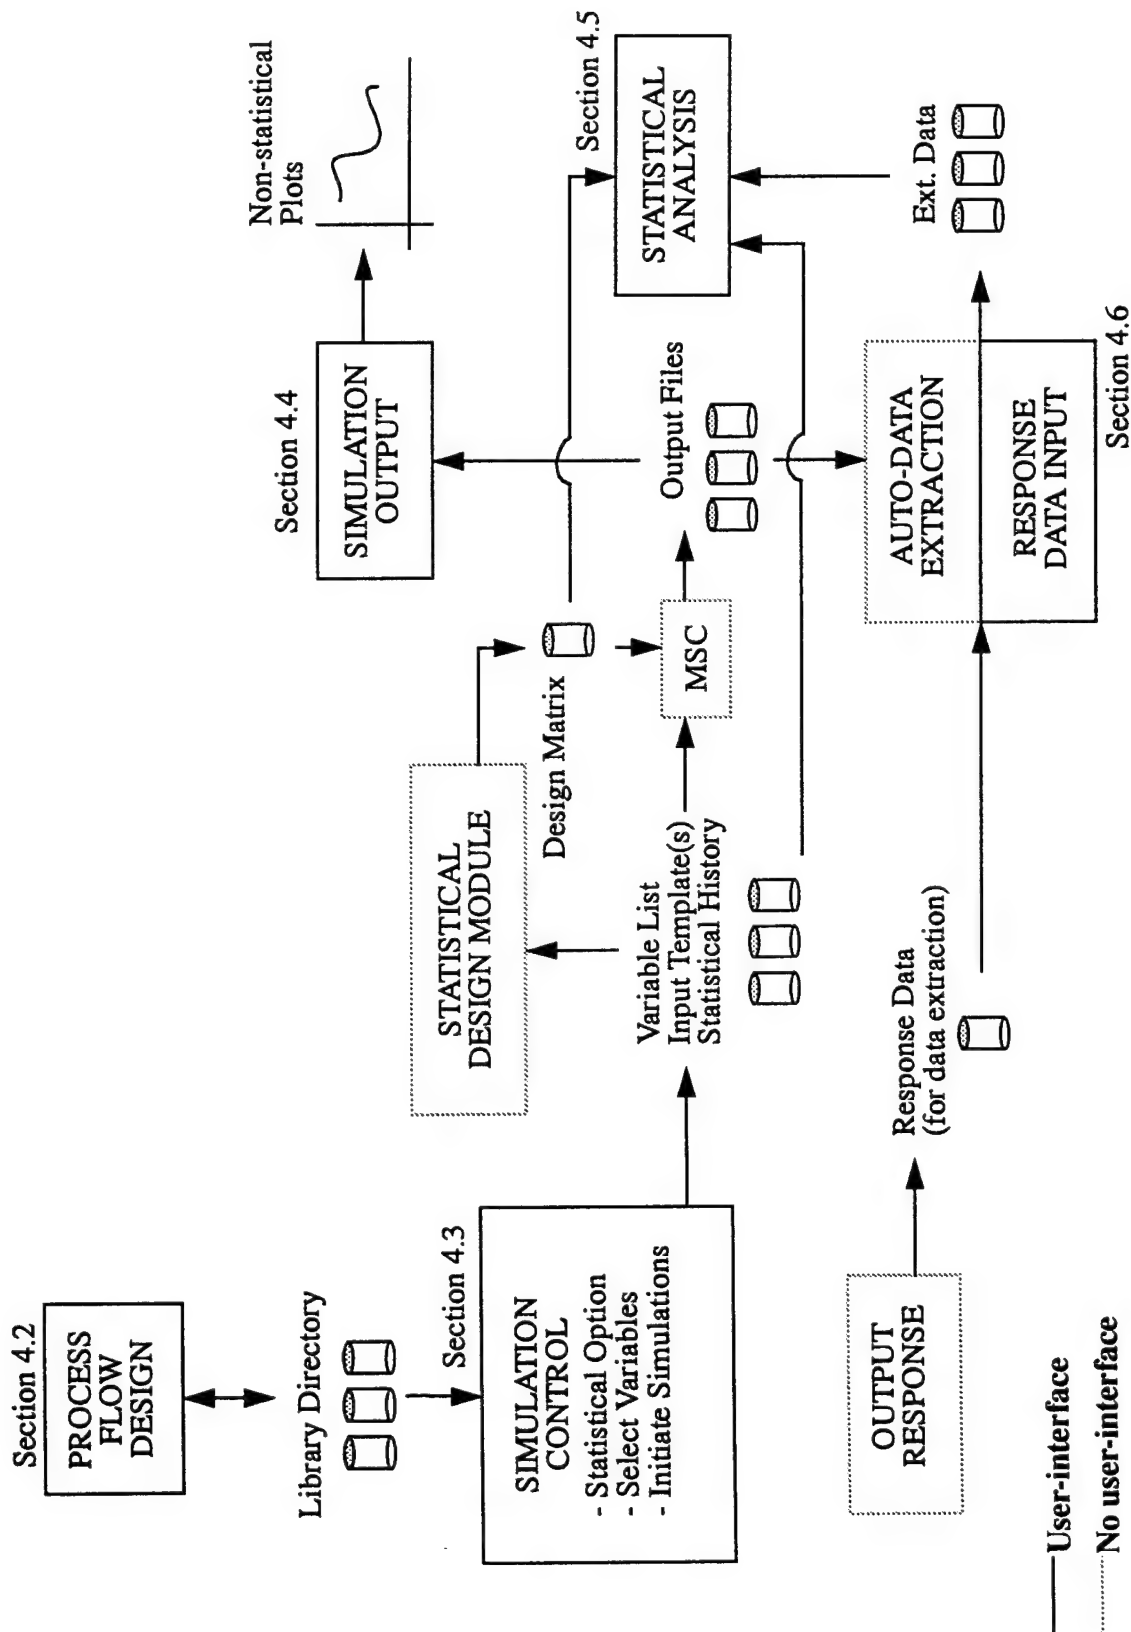 Section 4.2
PROCESS
FLOW
DESIGN
Library Directory
Section 4.3
SIMULATION
CONTROL
- Statistical Option
- Select Variables
- Initiate Simulations
STATISTICAL
DESIGN MODULE
Design Matrix
Variable List
Input Template(s)
Statistical History
MSC
Section 4.4
SIMULATION
OUTPUT
Non-statistical
Plots
Output Files
Section 4.5
STATISTICAL
ANALYSIS
Ext. Data
AUTO-DATA
EXTRACTION
RESPONSE
DATA INPUT
Section 4.6
OUTPUT
RESPONSE
Response Data
(for data extraction)
User-interface
No user-interface